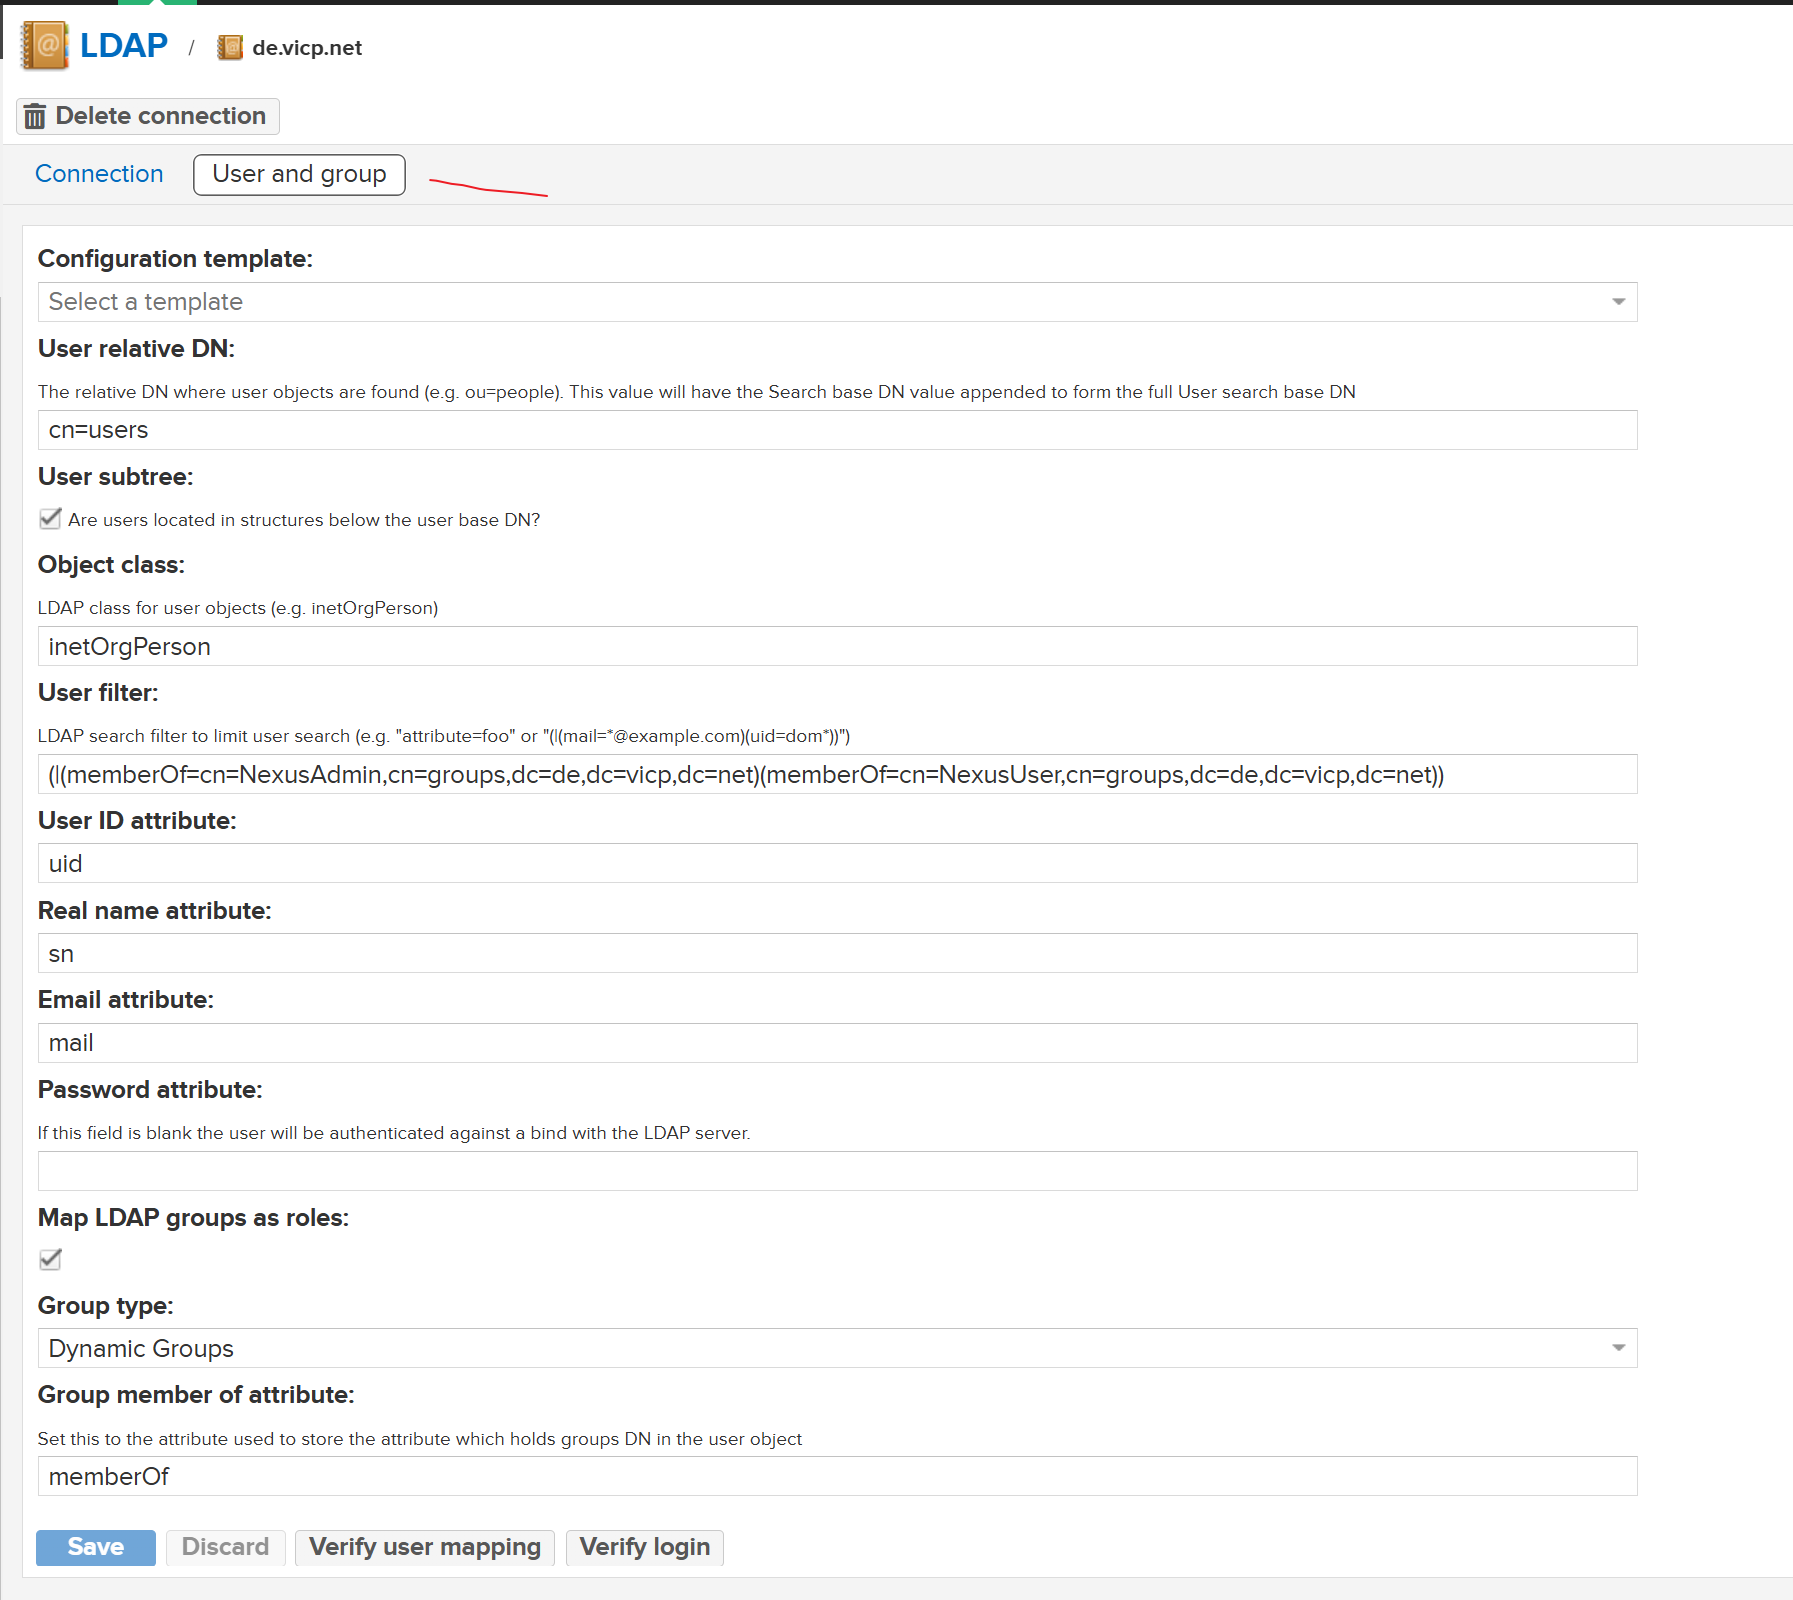 LDAP / de.vicp.net
Delete connection
Connection User and group
Configuration template:
Select a template
User relative DN:
The relative DN where user objects are found (e.g. ou=people). This value will have the Search base DN value appended to form the full User search base DN
cn=users
User subtree:
Are users located in structures below the user base DN?
Object class:
LDAP class for user objects (e.g. inetOrgPerson)
inetOrgPerson
User filter:
LDAP search filter to limit user search (e.g. "attribute=foo" or "(|(mail=*@example.com)(uid=dom*))")
(|(memberOf=cn=NexusAdmin,cn=groups,dc=de,dc=vicp,dc=net)(memberOf=cn=NexusUser,cn=groups,dc=de,dc=vicp,dc=net))
User ID attribute:
uid
Real name attribute:
sn
Email attribute:
mail
Password attribute:
If this field is blank the user will be authenticated against a bind with the LDAP server.
Map LDAP groups as roles:
Group type:
Dynamic Groups
Group member of attribute:
Set this to the attribute used to store the attribute which holds groups DN in the user object
memberOf
Save Discard Verify user mapping Verify login